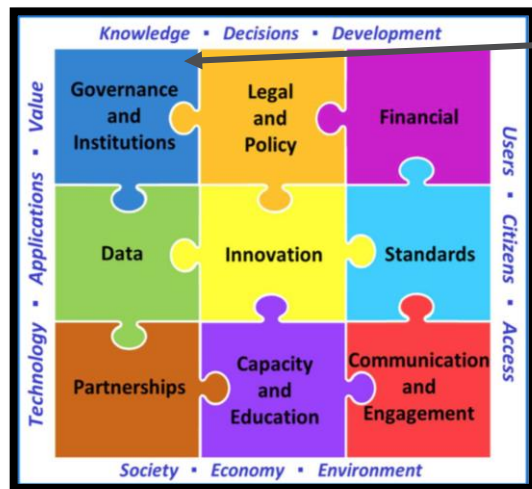 Knowledge ▪ Decisions ▪ Development
Technology ▪ Applications ▪ Value
Governance
and
Institutions
Legal
and
Policy
Financial
Users ▪ Citizens ▪ Access
Data
Innovation
Standards
Partnerships
Capacity
and
Education
Communication
and
Engagement
Society ▪ Economy ▪ Environment